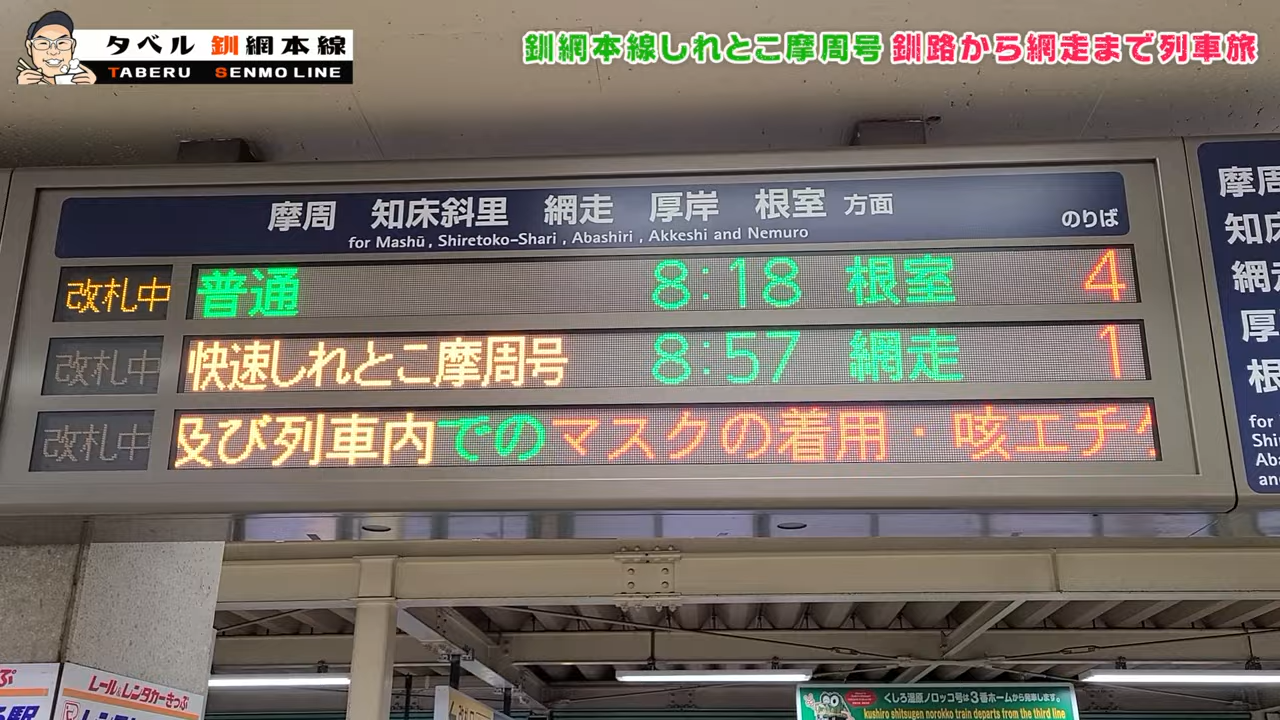 タベル 釧網本線
TABERU SENMO LINE
釧網本線しれとこ摩周号 釧路から網走まで列車旅
摩周 知床斜里 網走 厚岸 根室 方面
for Mashū , Shiretoko-Shari , Abashiri , Akkeshi and Nemuro
のりば
改札中 普通 8:18 根室 4
改札中 快速しれとこ摩周号 8:57 網走 1
改札中 及び列車内でのマスクの着用・咳エチ
摩周
知
網
厚
根
for
Shi
Aba
an
レール&レンタカーきっぷ
くしろ湿原ノロッコ号は3番ホームから発車します。
kushiro shitsugen norokko train departs from the third line